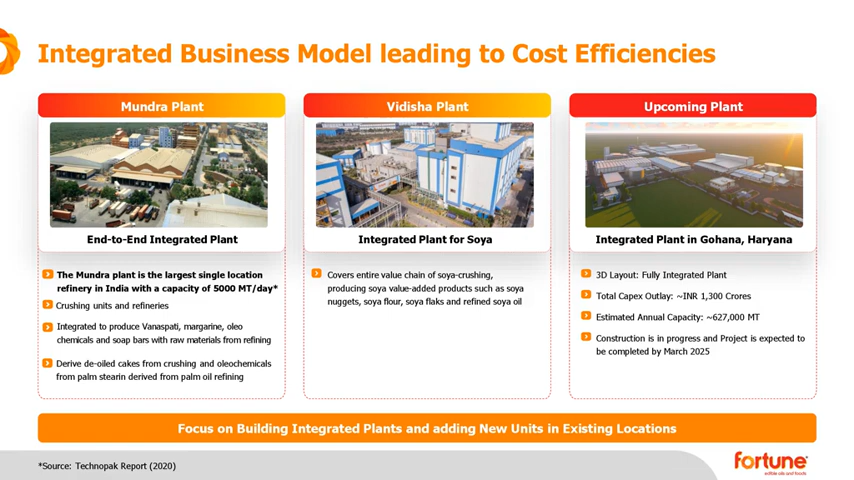 Integrated Business Model leading to Cost Efficiencies
Mundra Plant
End-to-End Integrated Plant
The Mundra plant is the largest single location
refinery in India with a capacity of 5000 MT/day*
Crushing units and refineries
Integrated to produce Vanaspati, margarine, oleo
chemicals and soap bars with raw materials from refining
Derive de-oiled cakes from crushing and oleochemicals
from palm stearin derived from palm oil refining
Vidisha Plant
Integrated Plant for Soya
Covers entire value chain of soya-crushing,
producing soya value-added products such as soya
nuggets, soya flour, soya flaks and refined soya oil
Upcoming Plant
Integrated Plant in Gohana, Haryana
3D Layout: Fully Integrated Plant
Total Capex Outlay: ~INR 1,300 Crores
Estimated Annual Capacity: ~627,000 MT
Construction is in progress and Project is expected to
be completed by March 2025
Focus on Building Integrated Plants and adding New Units in Existing Locations
*Source: Technopak Report (2020)
fortune
edible oils and foods